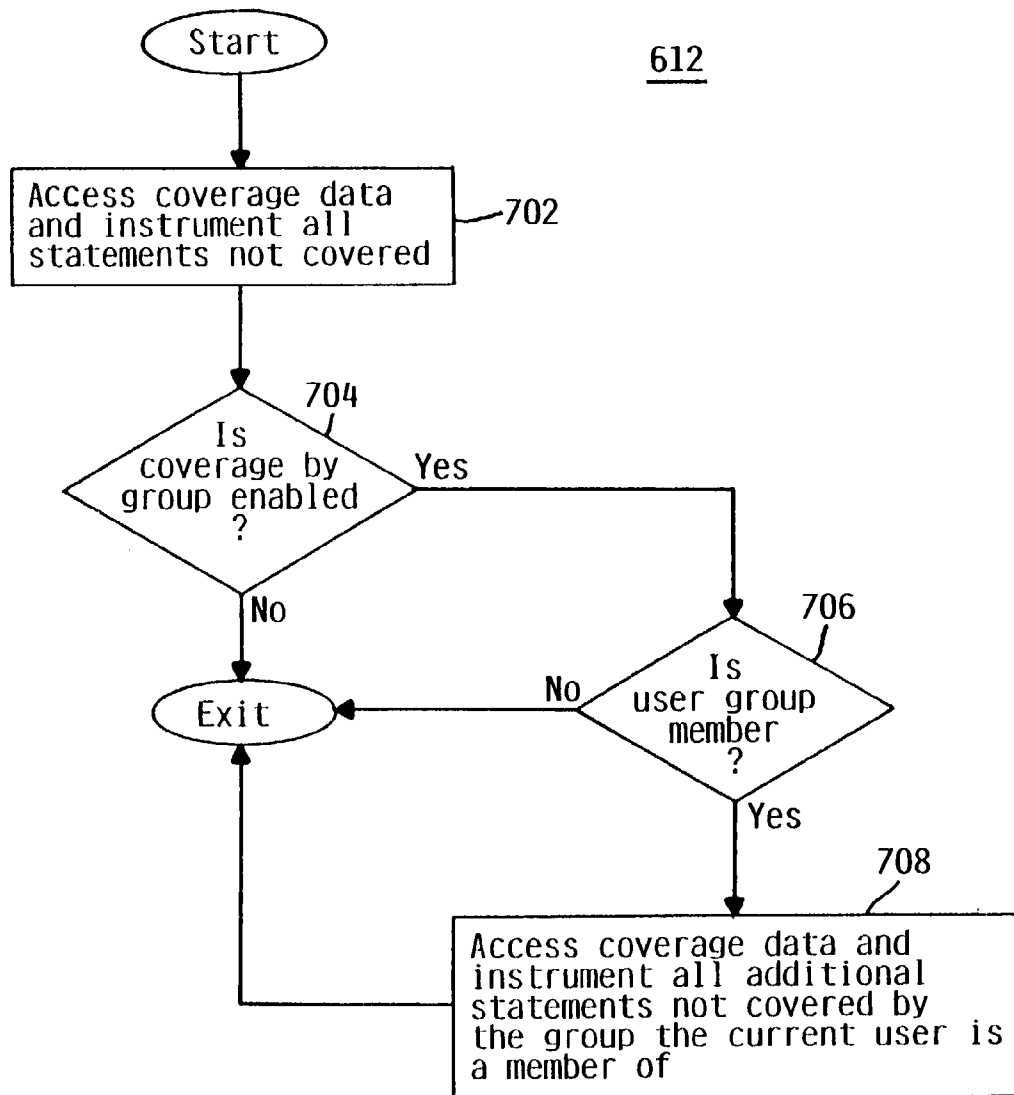 Start
612
Access coverage data
and instrument all
statements not covered
702
704
Is
coverage by
group enabled
?
Yes
No
706
Is
user group
member
?
No
Exit
Yes
708
Access coverage data and
instrument all additional
statements not covered by
the group the current user is
a member of